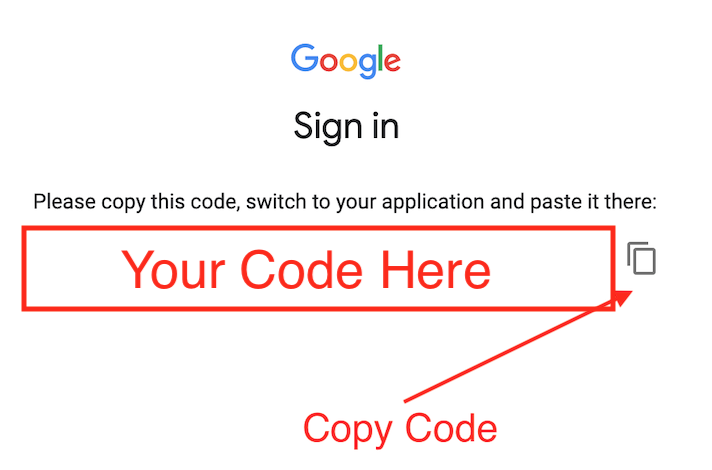 Google
Sign in
Please copy this code, switch to your application and paste it there:
Your Code Here
Copy Code